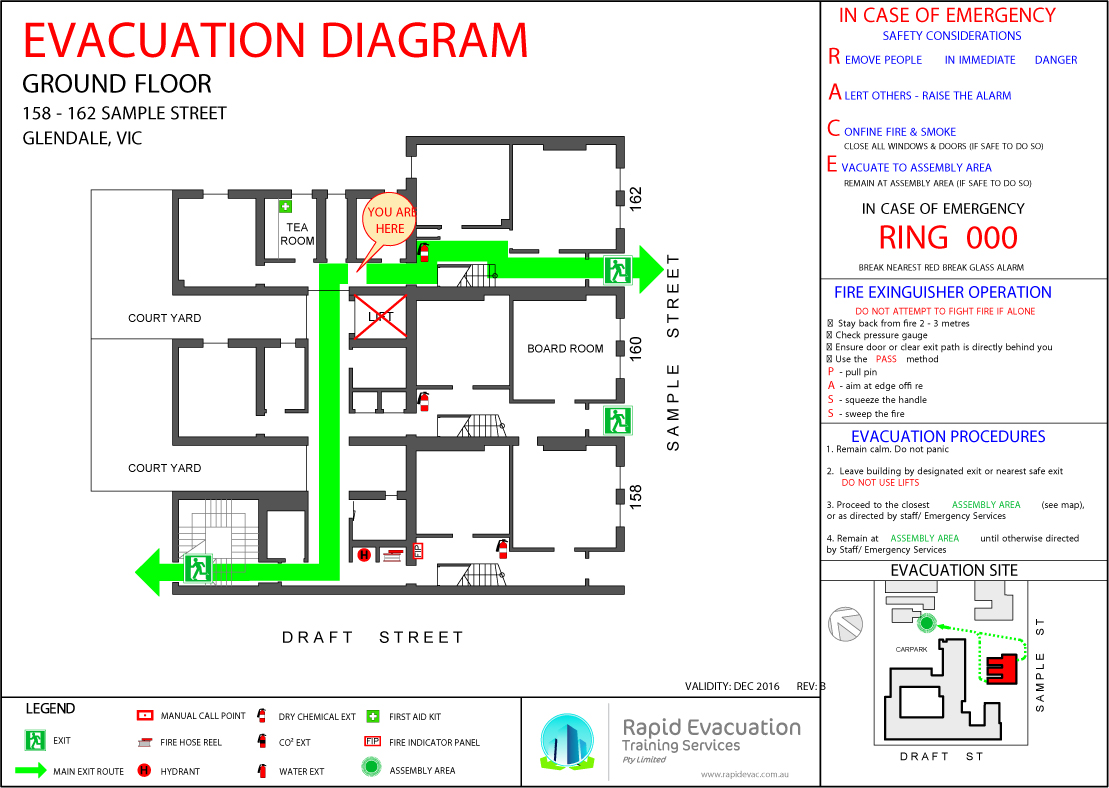 EVACUATION DIAGRAM
GROUND FLOOR
158 - 162 SAMPLE STREET
GLENDALE, VIC
TEA
ROOM
YOU ARE
HERE
162
COURT YARD
LIFT
BOARD ROOM
160
SAMPLE STREET
COURT YARD
158
H
FIP
DRAFT STREET
VALIDITY: DEC 2016 REV: B
IN CASE OF EMERGENCY
SAFETY CONSIDERATIONS
R EMOVE PEOPLE IN IMMEDIATE DANGER
A LERT OTHERS - RAISE THE ALARM
C ONFINE FIRE & SMOKE
CLOSE ALL WINDOWS & DOORS (IF SAFE TO DO SO)
E VACUATE TO ASSEMBLY AREA
REMAIN AT ASSEMBLY AREA (IF SAFE TO DO SO)
IN CASE OF EMERGENCY
RING 000
BREAK NEAREST RED BREAK GLASS ALARM
FIRE EXINGUISHER OPERATION
DO NOT ATTEMPT TO FIGHT FIRE IF ALONE
Stay back from fire 2 - 3 metres
Check pressure gauge
Ensure door or clear exit path is directly behind you
Use the PASS method
P - pull pin
A - aim at edge offi re
S - squeeze the handle
S - sweep the fire
EVACUATION PROCEDURES
1. Remain calm. Do not panic
2. Leave building by designated exit or nearest safe exit
DO NOT USE LIFTS
3. Proceed to the closest ASSEMBLY AREA (see map),
or as directed by staff/ Emergency Services
4. Remain at ASSEMBLY AREA until otherwise directed
by Staff/ Emergency Services
EVACUATION SITE
CARPARK
SAMPLE ST
DRAFT ST
LEGEND
EXIT
MAIN EXIT ROUTE
MANUAL CALL POINT
FIRE HOSE REEL
H HYDRANT
DRY CHEMICAL EXT
CO² EXT
WATER EXT
FIRST AID KIT
FIP FIRE INDICATOR PANEL
ASSEMBLY AREA
Rapid Evacuation
Training Services
Pty Limited
www.rapidevac.com.au